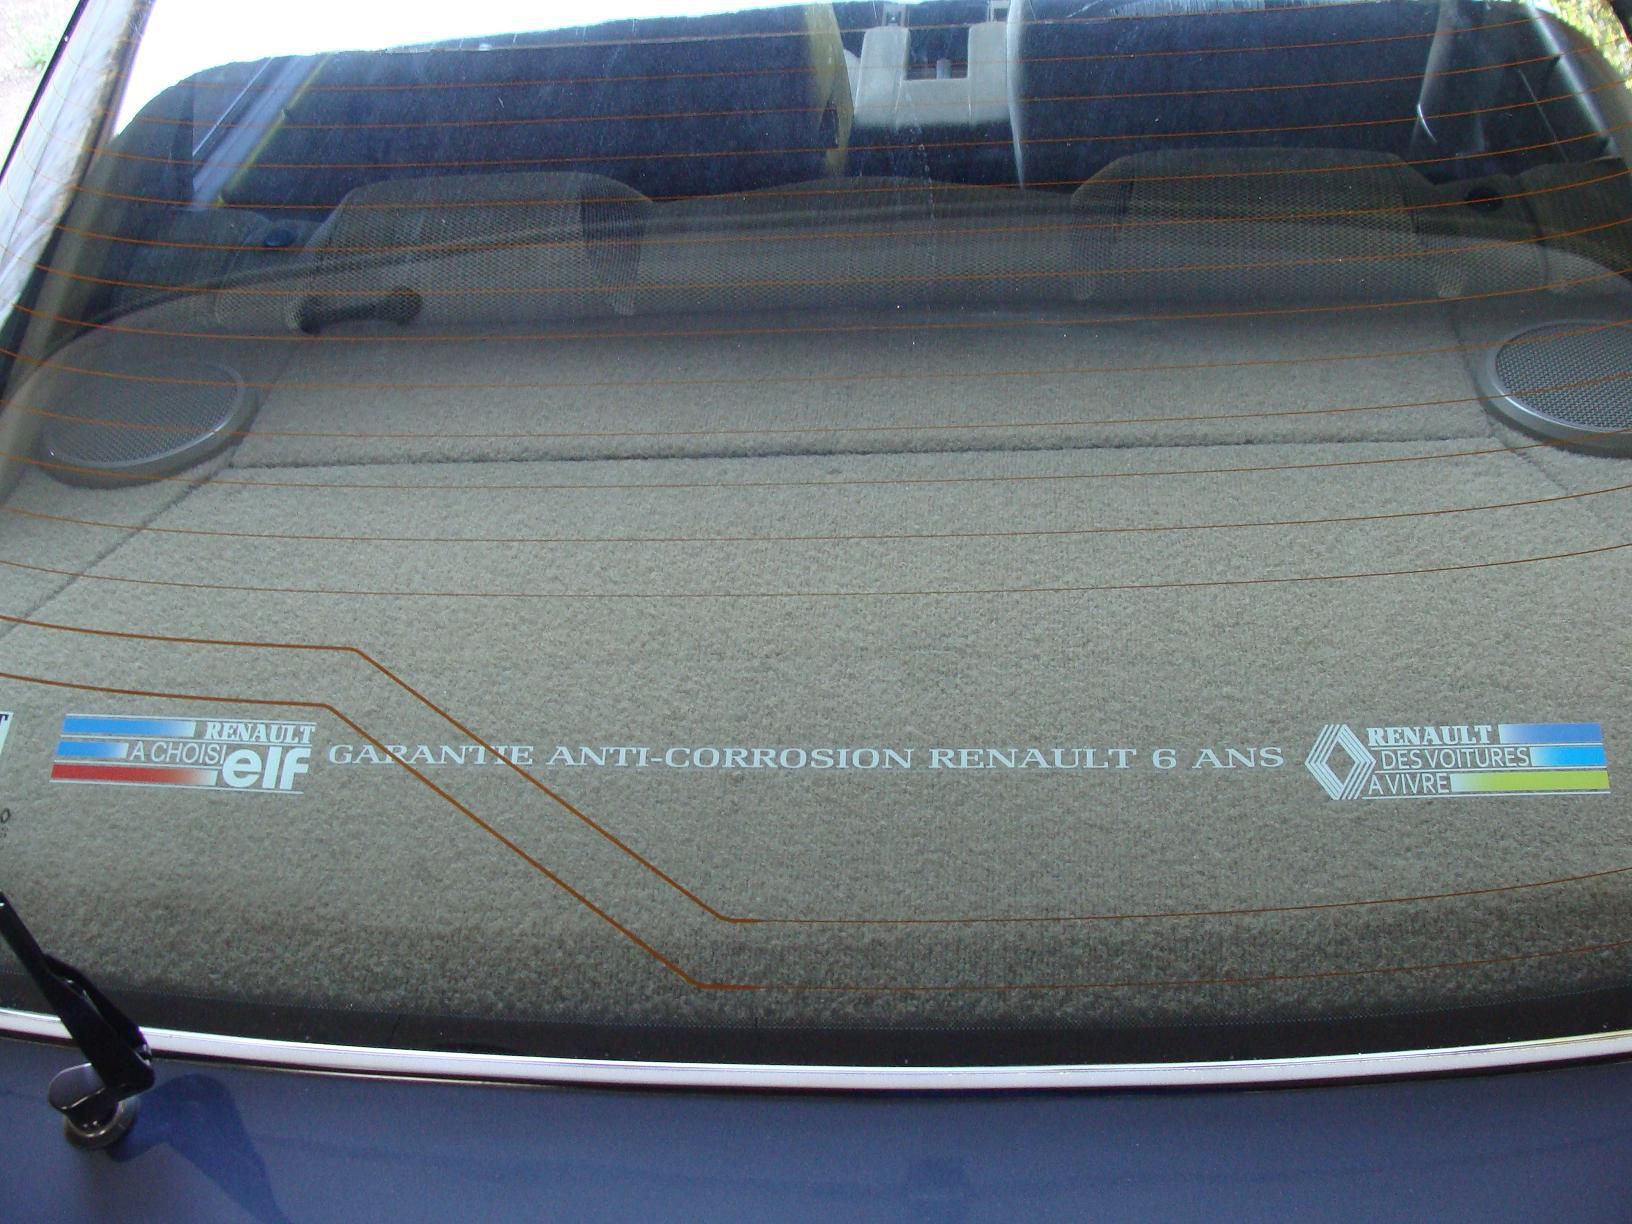 RENAULT
A CHOISI elf
GARANTIE ANTI-CORROSION RENAULT 6 ANS
RENAULT
DES VOITURES
A VIVRE